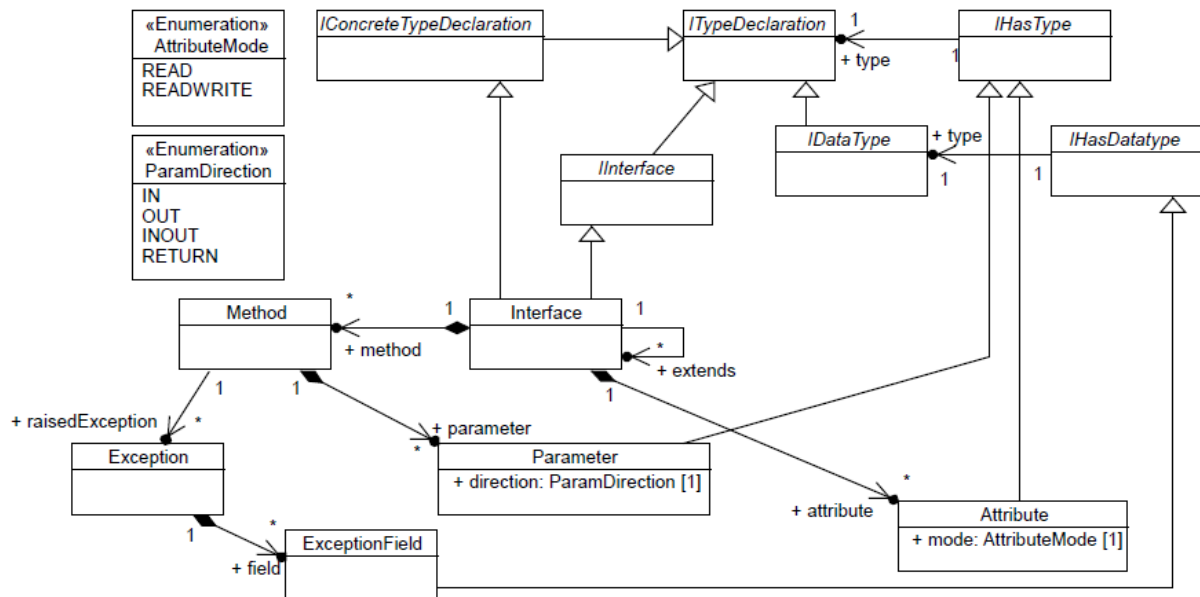 «Enumeration»
AttributeMode
READ
READWRITE
IConcreteTypeDeclaration
ITypeDeclaration
1
+ type
1
IHasType
«Enumeration»
ParamDirection
IN
OUT
INOUT
RETURN
IInterface
IDataType
+ type
1
1
IHasDatatype
Method
*
+ method
1
Interface
1
*
+ extends
1
1
1
+ raisedException
*
+ parameter
*
Exception
Parameter
+ direction: ParamDirection [1]
*
+ attribute
Attribute
+ mode: AttributeMode [1]
1
*
+ field
ExceptionField